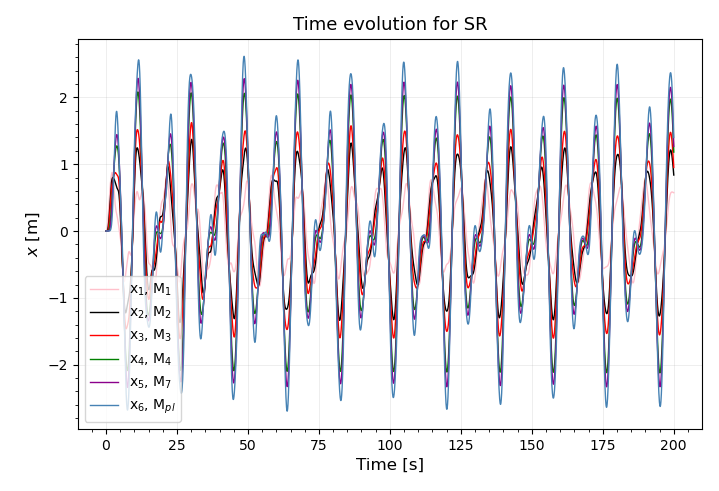 Time evolution for SR
x [m]
2
1
0
−1
−2
x₁, M₁
x₂, M₂
x₃, M₃
x₄, M₄
x₅, M₇
x₆, Mₚₗ
0 25 50 75 100 125 150 175 200
Time [s]